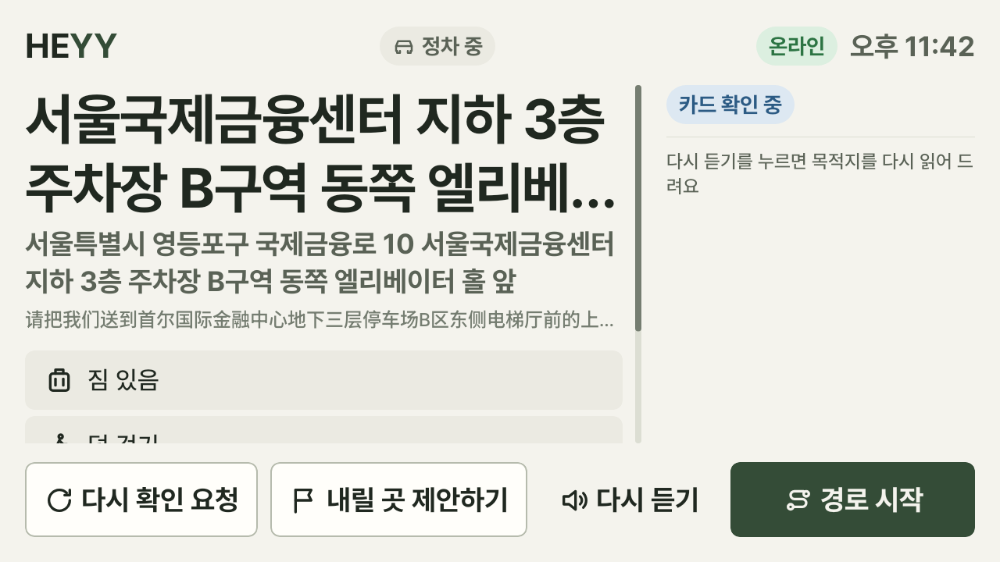 HEYY
정차 중
온라인
오후 11:42
서울국제금융센터 지하 3층
주차장 B구역 동쪽 엘리베...
서울특별시 영등포구 국제금융로 10 서울국제금융센터
지하 3층 주차장 B구역 동쪽 엘리베이터 홀 앞
请把我们送到首尔国际金融中心地下三层停车场B区东侧电梯厅前的上...
짐 있음
덜 걷기
카드 확인 중
다시 듣기를 누르면 목적지를 다시 읽어 드
려요
다시 확인 요청
내릴 곳 제안하기
다시 듣기
경로 시작